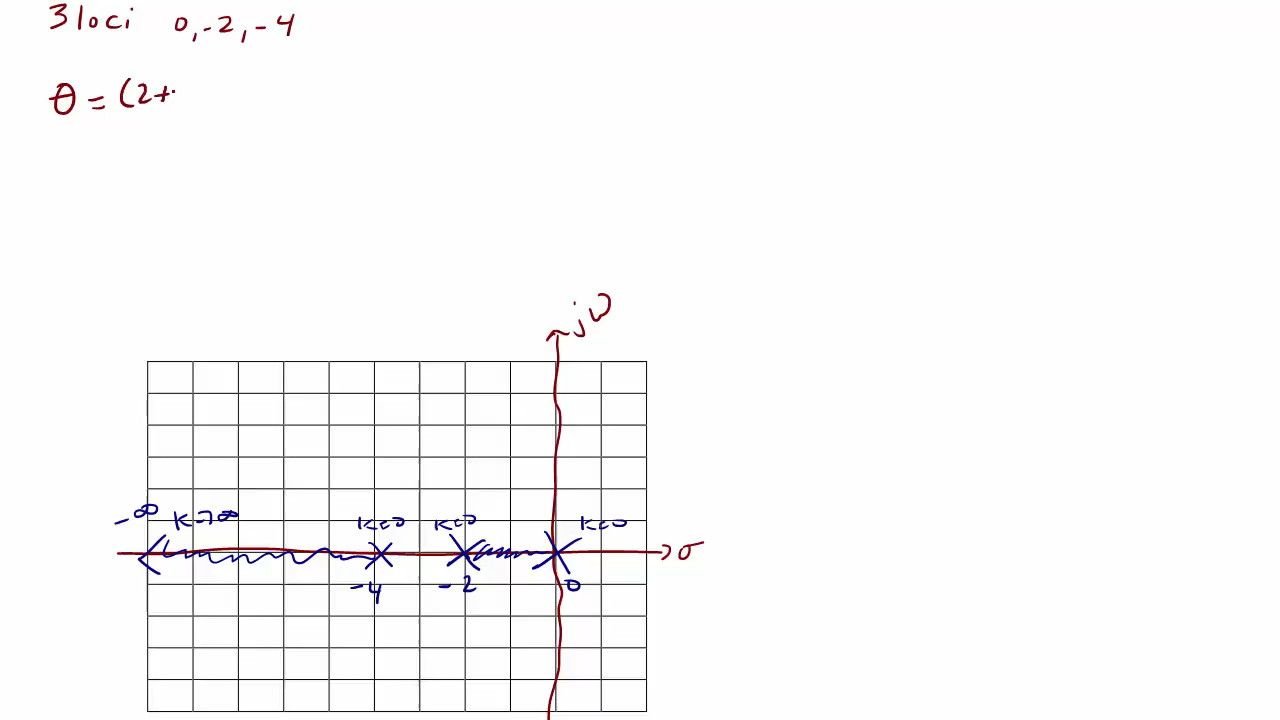 3 loci 0, -2, -4
θ = (2+
jω
-∞ K→∞ K=0 K=0 K=0
σ
-4 -2 0